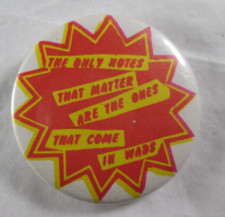 THE ONLY NOTES
THAT MATTER
ARE THE ONES
THAT COME
IN WADS